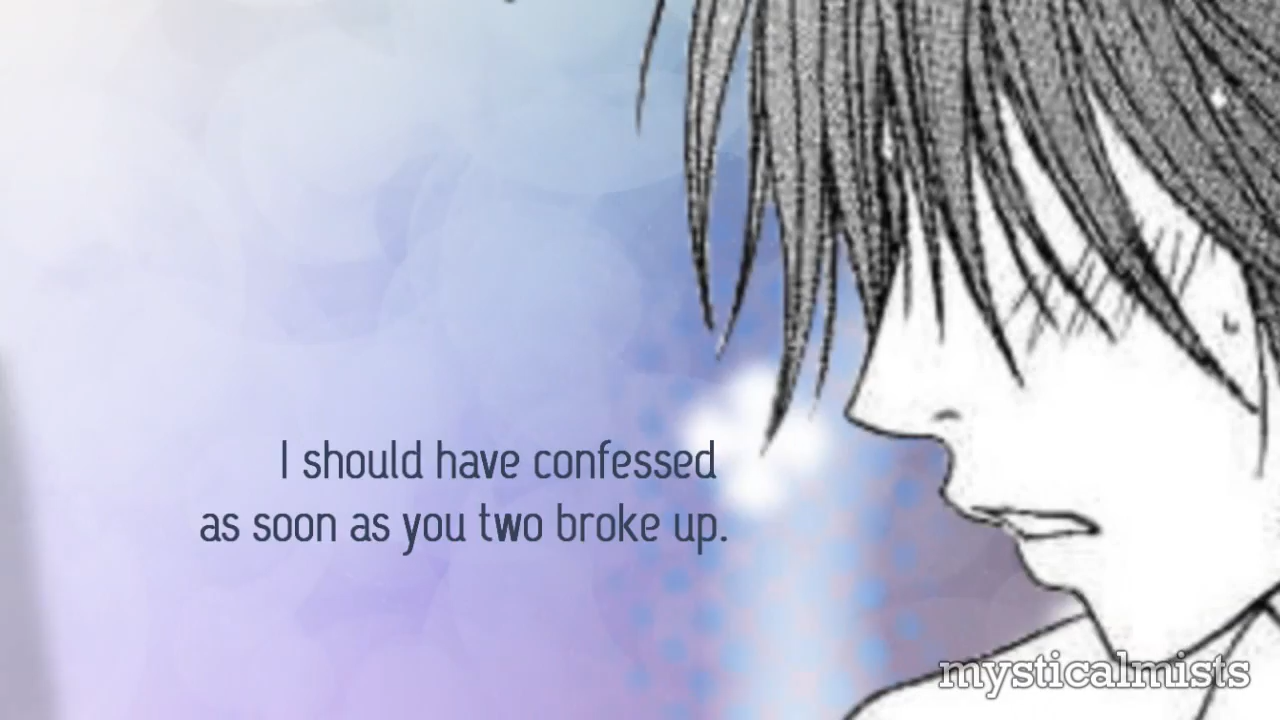 I should have confessed
as soon as you two broke up.
mysticalmists